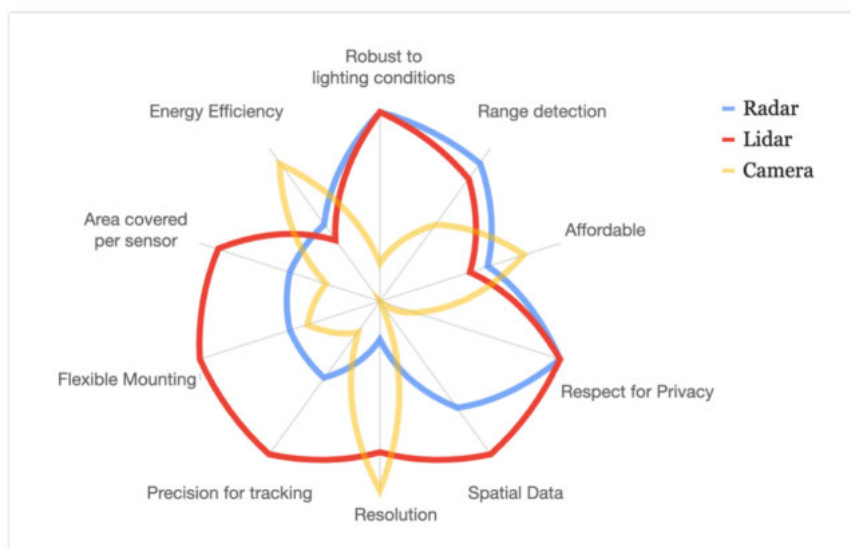 Robust to
lighting conditions
Energy Efficiency
Range detection
Radar
Lidar
Camera
Area covered
per sensor
Affordable
Flexible Mounting
Respect for Privacy
Precision for tracking
Spatial Data
Resolution